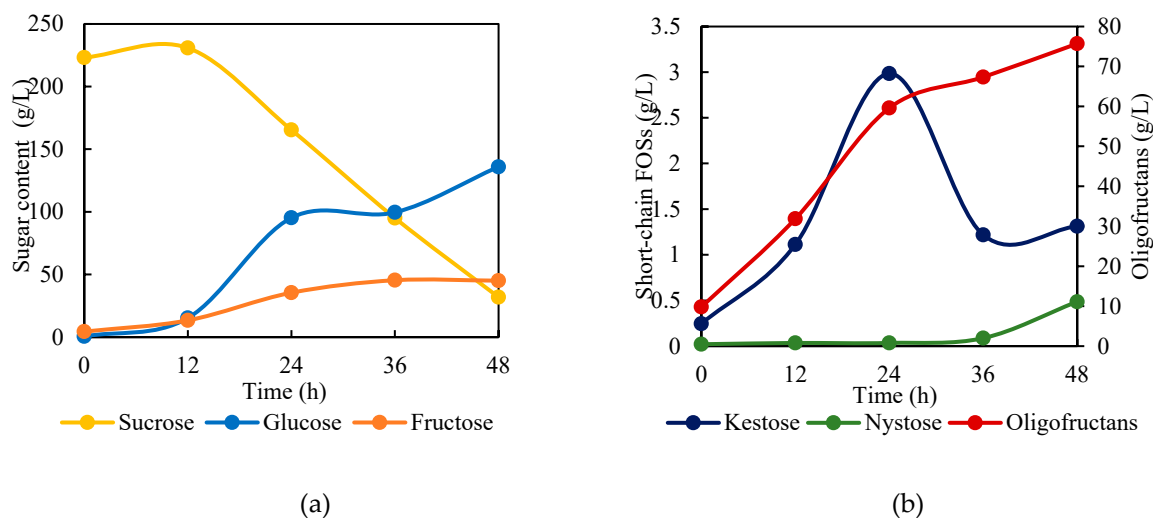 250
200
150
100
50
0
Sugar content (g/L)
0 12 24 36 48
Time (h)
Sucrose Glucose Fructose
(a)
3.5
3
2.5
2
1.5
1
0.5
0
Short-chain FOSs (g/L)
80
70
60
50
40
30
20
10
0
Oligofructans (g/L)
0 12 24 36 48
Time (h)
Kestose Nystose Oligofructans
(b)